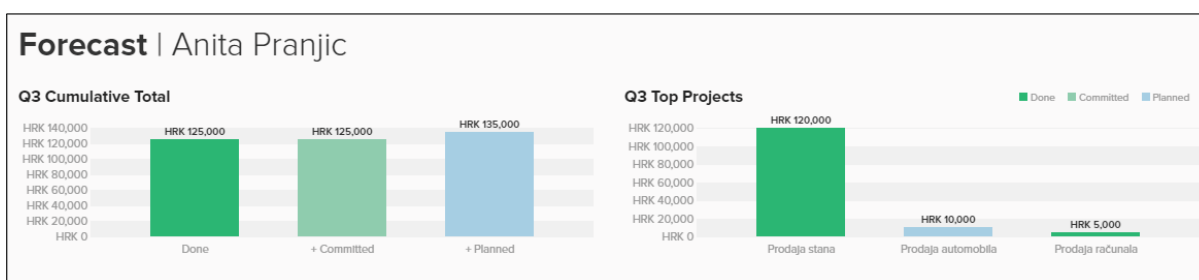 Forecast | Anita Pranjic
Q3 Cumulative Total
HRK 140,000
HRK 120,000
HRK 100,000
HRK 80,000
HRK 60,000
HRK 40,000
HRK 20,000
HRK 0
HRK 125,000 HRK 125,000 HRK 135,000
Done + Committed + Planned
Q3 Top Projects
Done Committed Planned
HRK 120,000
HRK 100,000
HRK 80,000
HRK 60,000
HRK 40,000
HRK 20,000
HRK 0
HRK 120,000 HRK 10,000 HRK 5,000
Prodaja stana Prodaja automobila Prodaja računala